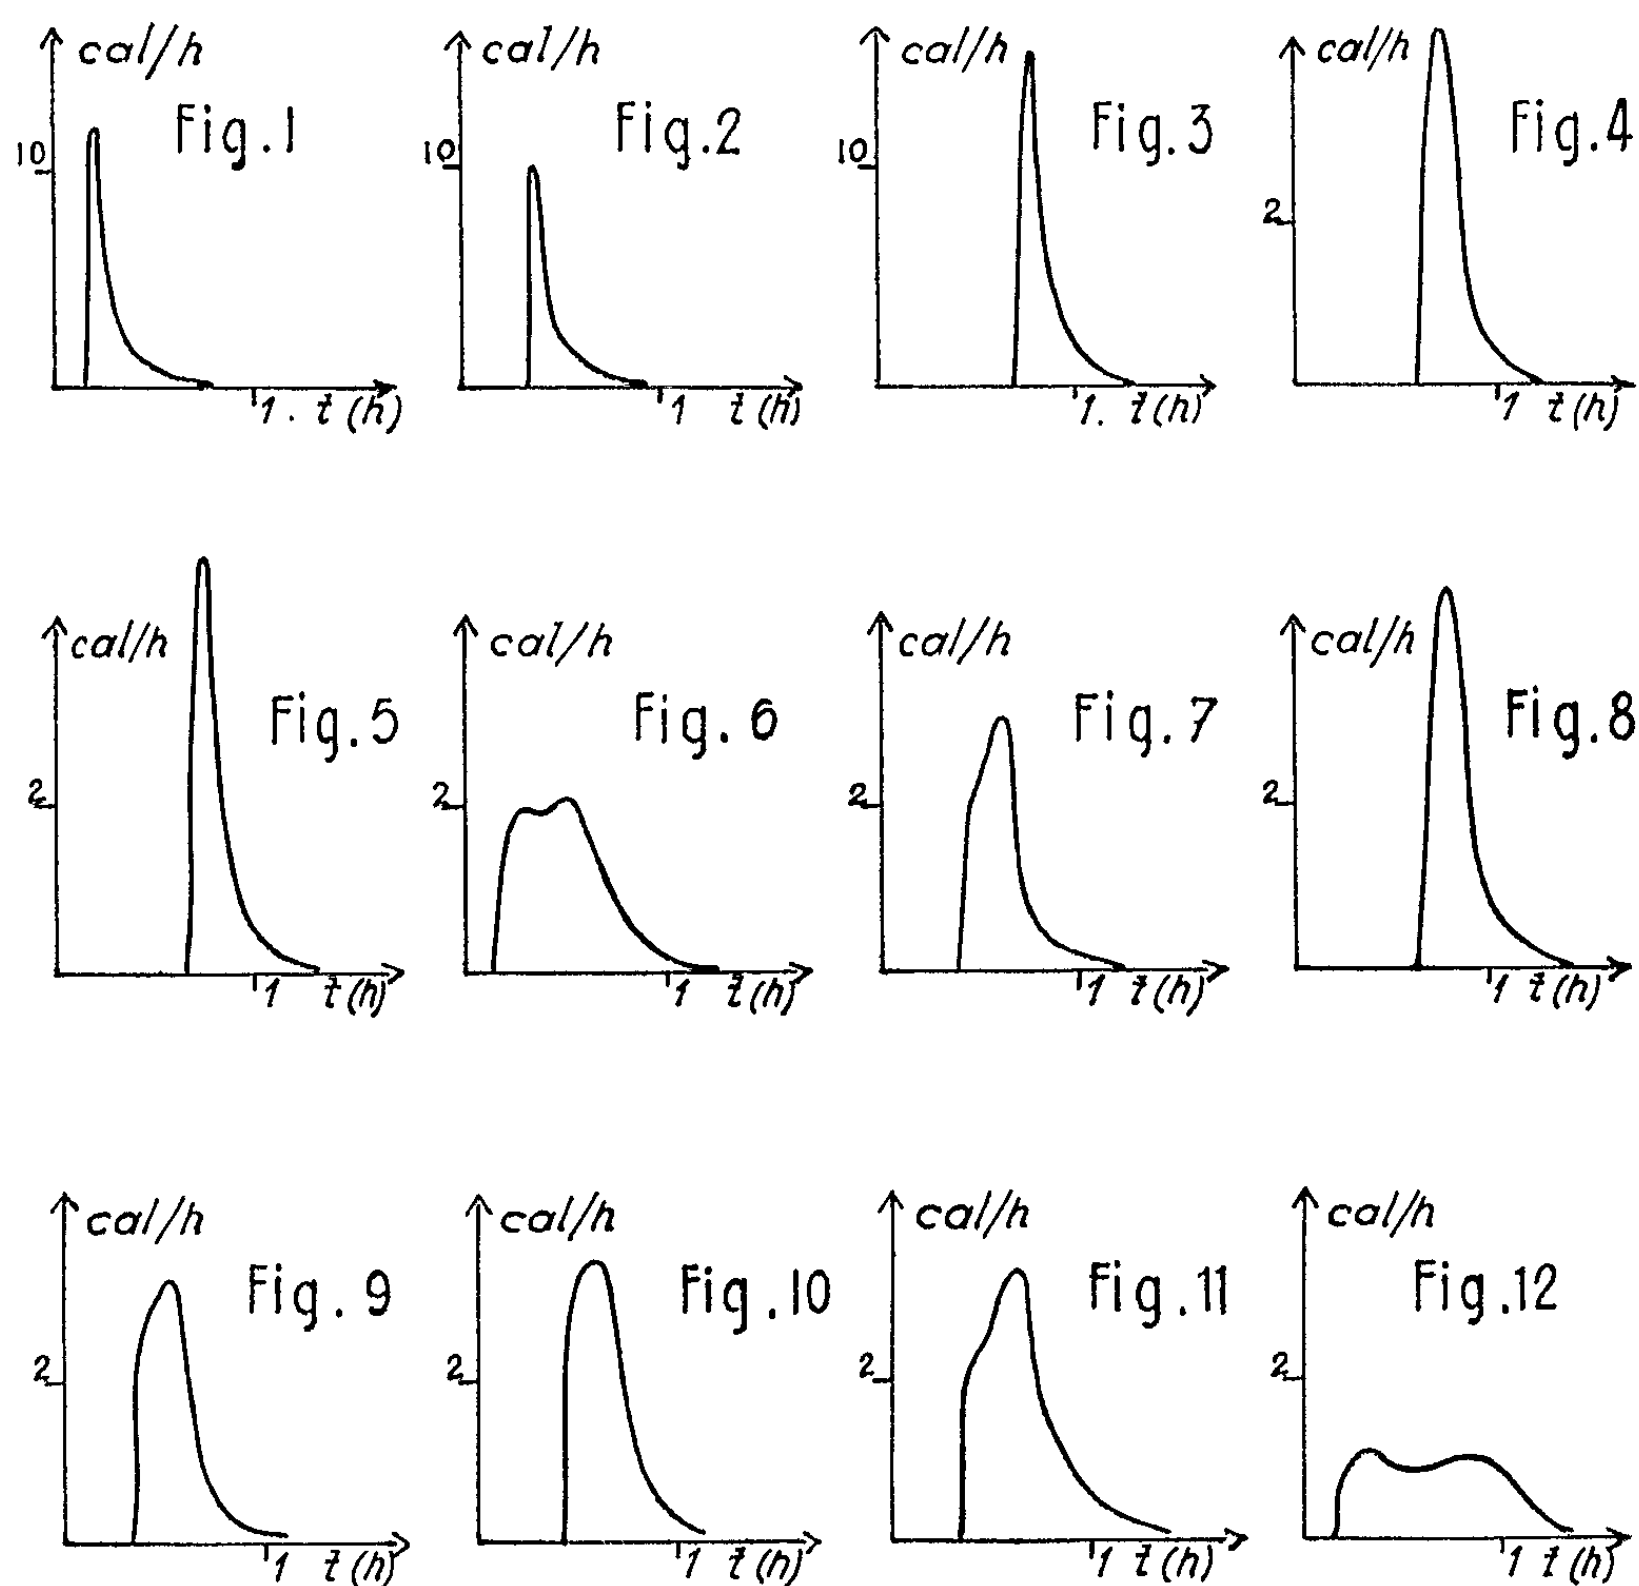 cal/h
Fig.1
10
1. t(h)
cal/h
Fig.2
10
1 t(h)
cal/h
Fig.3
10
1. t(h)
cal/h
Fig.4
2
1 t(h)
cal/h
Fig.5
2
1 t(h)
cal/h
Fig.6
2
1 t(h)
cal/h
Fig.7
2
1 t(h)
cal/h
Fig.8
2
1 t(h)
cal/h
Fig.9
2
1 t(h)
cal/h
Fig.10
2
1 t(h)
cal/h
Fig.11
2
1 t(h)
cal/h
Fig.12
2
1 t(h)